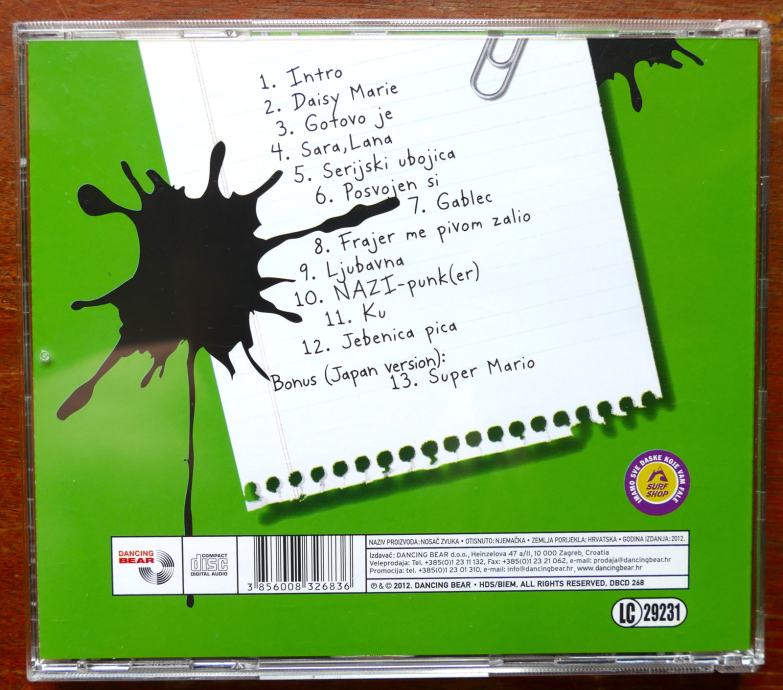 1. Intro
2. Daisy Marie
3. Gotovo je
4. Sara, Lana
5. Serijski ubojica
6. Posvojen si
7. Gablec
8. Frajer me pivom zalio
9. Ljubavna
10. NAZI-punk(er)
11. Ku
12. Jebenica pica
Bonus (Japan version):
13. Super Mario
IMAMO SVE DASKE KOJE VAM FALE
SURF
SHOP
DANCING
BEAR
COMPACT
disc
DIGITAL AUDIO
3 856008 326836
NAZIV PROIZVODA: NOSAČ ZVUKA • OTISNUTO: NJEMAČKA • ZEMLJA PORIJEKLA: HRVATSKA • GODINA IZDANJA: 2012.
Izdavač: DANCING BEAR d.o.o., Heinzelova 47 a/II, 10 000 Zagreb, Croatia
Veleprodaja: Tel. +385(0)1 23 11 132, Fax: +385(0)1 23 21 062, e-mail: prodaja@dancingbear.hr
Promocija: tel. +385(0)1 23 01 310, e-mail: info@dancingbear.hr, www.dancingbear.hr
℗ & © 2012. DANCING BEAR • HDS/BIEM. ALL RIGHTS RESERVED, DBCD 268
LC 29231